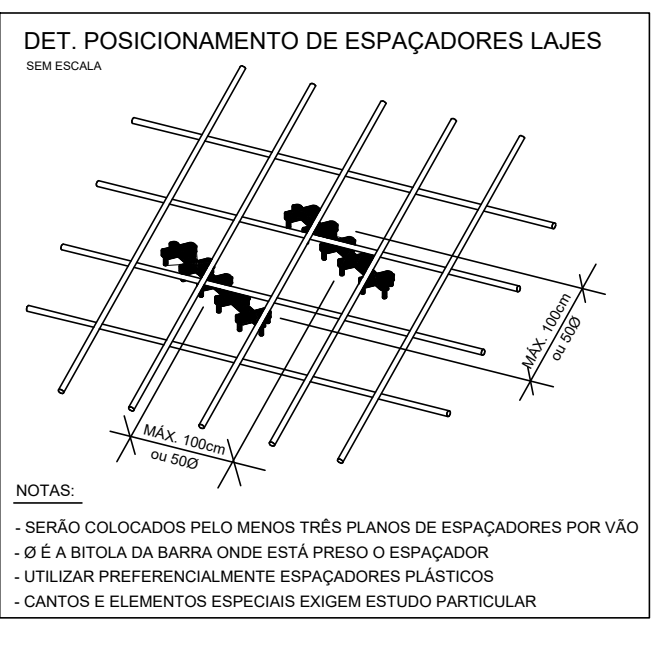 DET. POSICIONAMENTO DE ESPAÇADORES LAJES
SEM ESCALA
MÁX. 100cm
ou 50Ø
MÁX. 100cm
ou 50Ø
NOTAS:
- SERÃO COLOCADOS PELO MENOS TRÊS PLANOS DE ESPAÇADORES POR VÃO
- Ø É A BITOLA DA BARRA ONDE ESTÁ PRESO O ESPAÇADOR
- UTILIZAR PREFERENCIALMENTE ESPAÇADORES PLÁSTICOS
- CANTOS E ELEMENTOS ESPECIAIS EXIGEM ESTUDO PARTICULAR